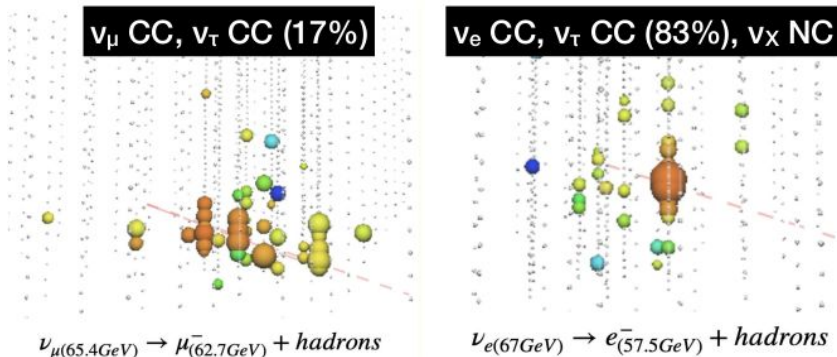 νμ CC, ντ CC (17%)
νe CC, ντ CC (83%), νX NC
νμ(65.4GeV) → μ−(62.7GeV) + hadrons
νe(67GeV) → e−(57.5GeV) + hadrons